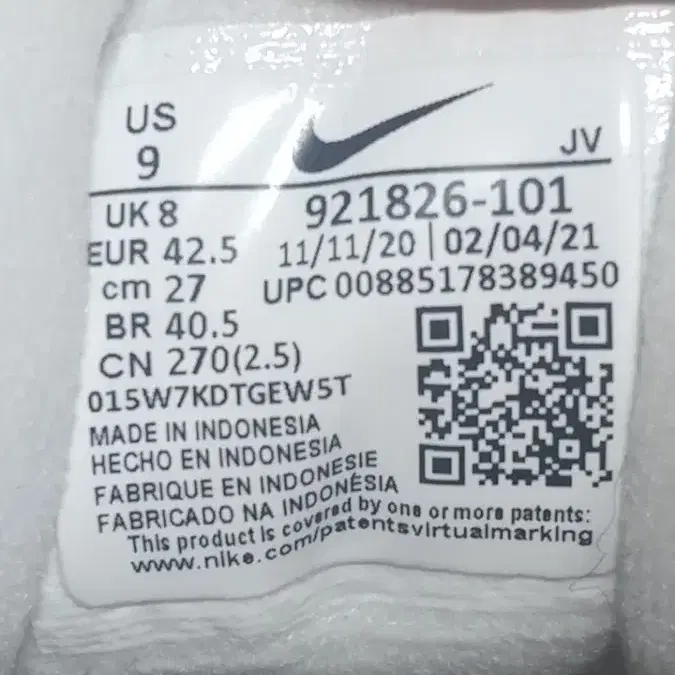 US
9
JV
UK 8
921826-101
EUR 42.5
11/11/20 | 02/04/21
cm 27
UPC 00885178389450
BR 40.5
CN 270(2.5)
015W7KDTGEW5T
MADE IN INDONESIA
HECHO EN INDONESIA
FABRIQUE EN INDONESIE
FABRICADO NA INDONÉSIA
This product is covered by one or more patents:
www.nike.com/patentsvirtualmarking